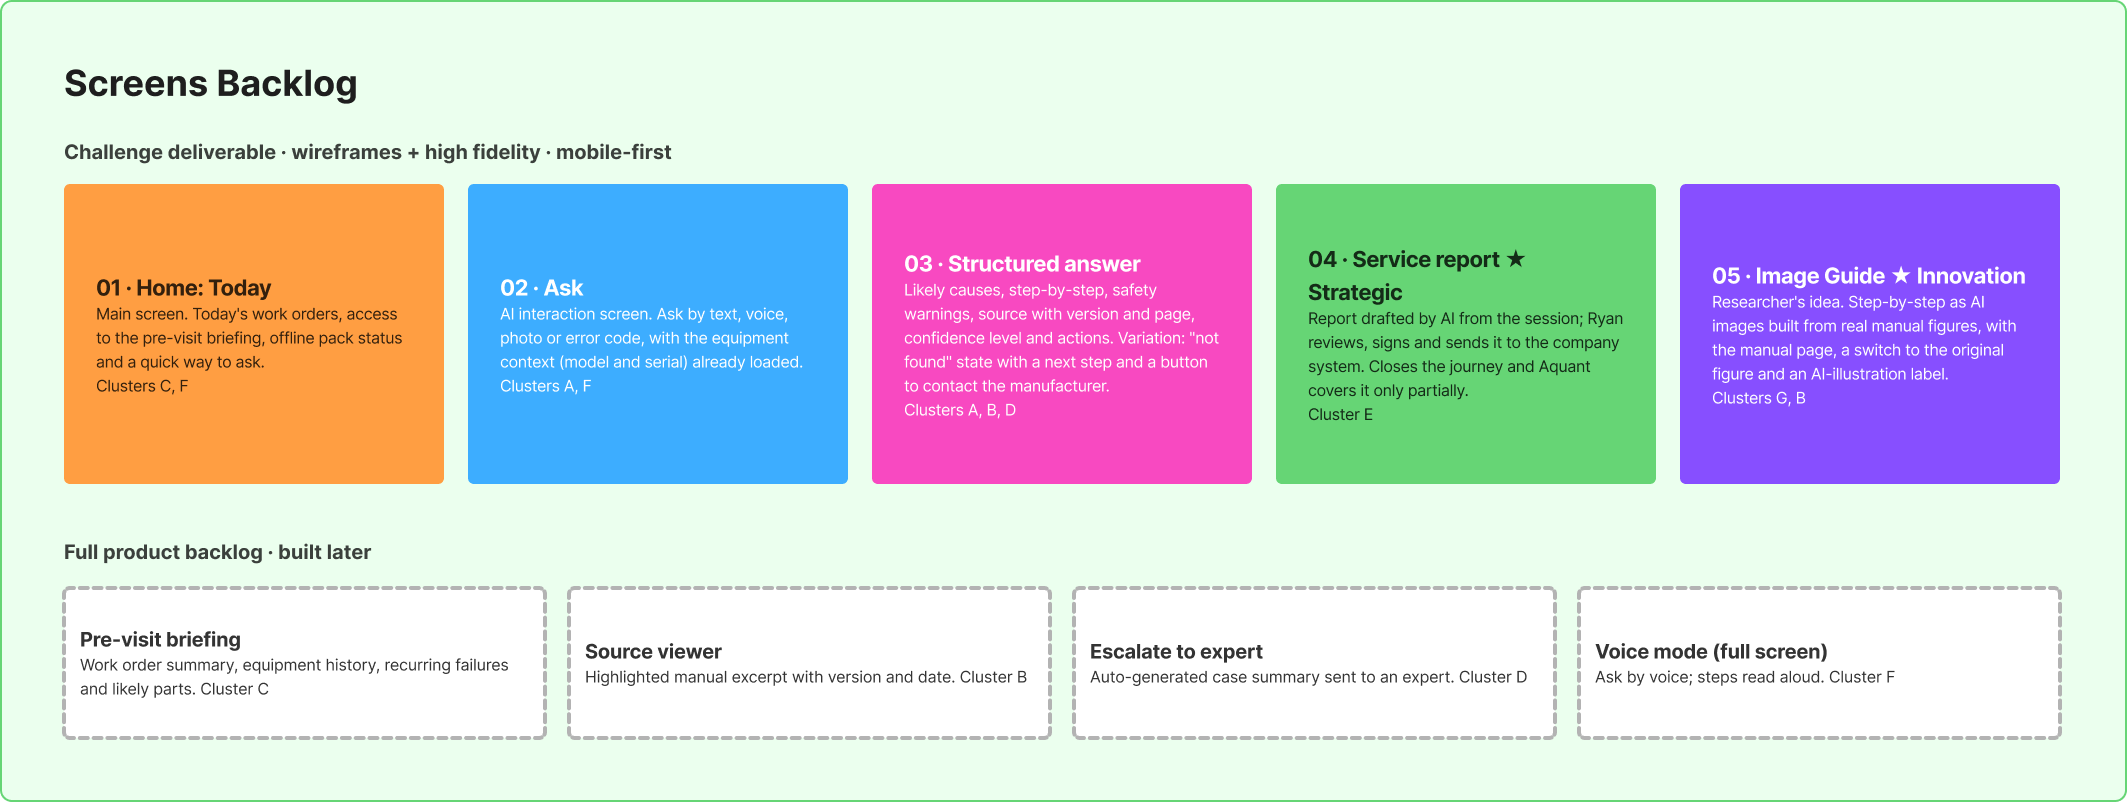 Screens Backlog
Challenge deliverable · wireframes + high fidelity · mobile-first
01 · Home: Today
Main screen. Today's work orders, access
to the pre-visit briefing, offline pack status
and a quick way to ask.
Clusters C, F
02 · Ask
AI interaction screen. Ask by text, voice,
photo or error code, with the equipment
context (model and serial) already loaded.
Clusters A, F
03 · Structured answer
Likely causes, step-by-step, safety
warnings, source with version and page,
confidence level and actions. Variation: "not
found" state with a next step and a button
to contact the manufacturer.
Clusters A, B, D
04 · Service report ★
Strategic
Report drafted by AI from the session; Ryan
reviews, signs and sends it to the company
system. Closes the journey and Aquant
covers it only partially.
Cluster E
05 · Image Guide ★ Innovation
Researcher's idea. Step-by-step as AI
images built from real manual figures, with
the manual page, a switch to the original
figure and an AI-illustration label.
Clusters G, B
Full product backlog · built later
Pre-visit briefing
Work order summary, equipment history, recurring failures
and likely parts. Cluster C
Source viewer
Highlighted manual excerpt with version and date. Cluster B
Escalate to expert
Auto-generated case summary sent to an expert. Cluster D
Voice mode (full screen)
Ask by voice; steps read aloud. Cluster F